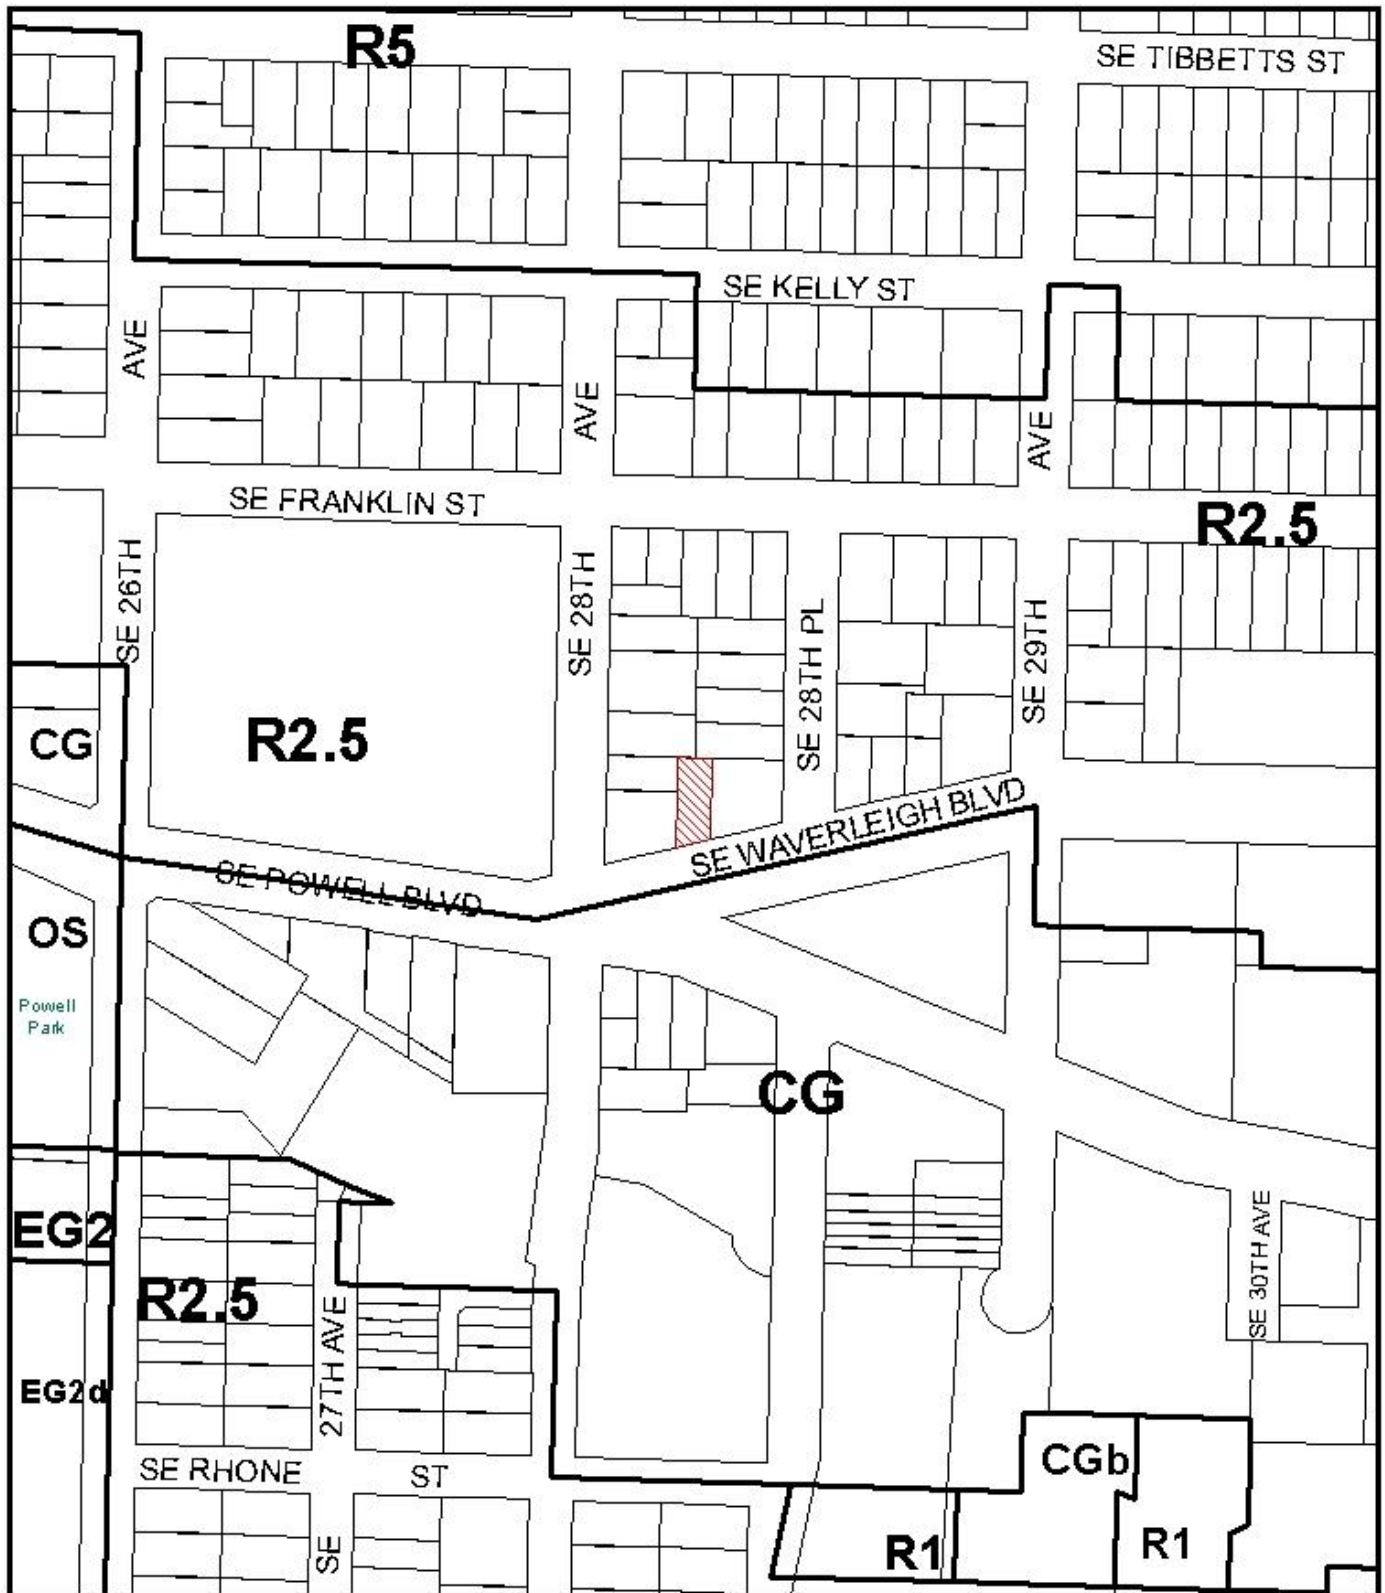 R5
SE TIBBETTS ST
SE KELLY ST
AVE
AVE
AVE
SE FRANKLIN ST
R2.5
SE 26TH
SE 28TH
SE 28TH PL
SE 29TH
CG
R2.5
SE WAVERLEIGH BLVD
SE POWELL BLVD
OS
Powell
Park
CG
EG2
R2.5
SE 30TH AVE
27TH AVE
EG2d
SE RHONE
ST
CGb
SE
R1
R1